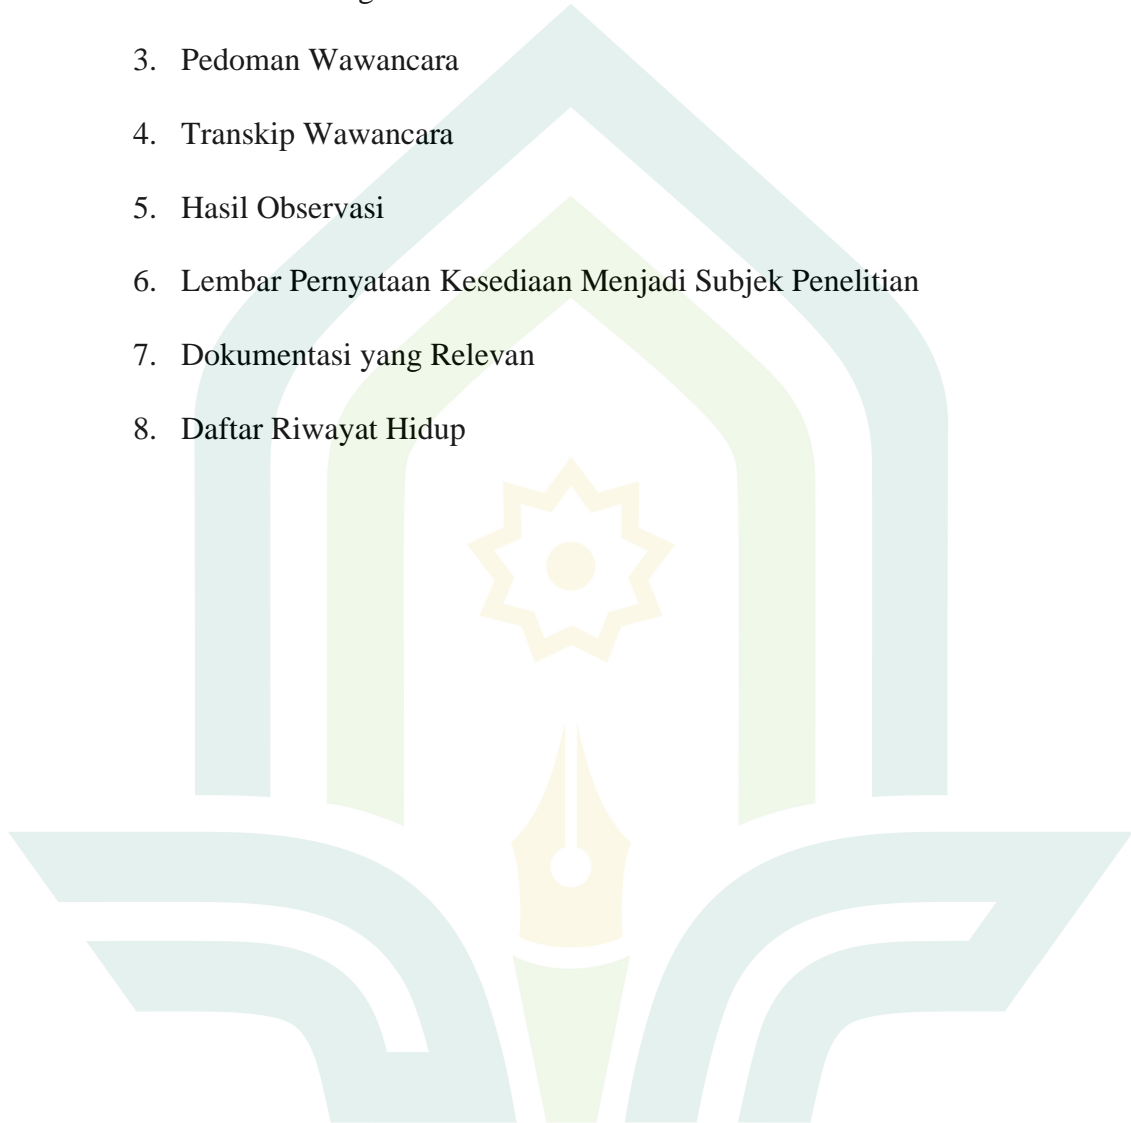 3. Pedoman Wawancara
4. Transkip Wawancara
5. Hasil Observasi
6. Lembar Pernyataan Kesediaan Menjadi Subjek Penelitian
7. Dokumentasi yang Relevan
8. Daftar Riwayat Hidup